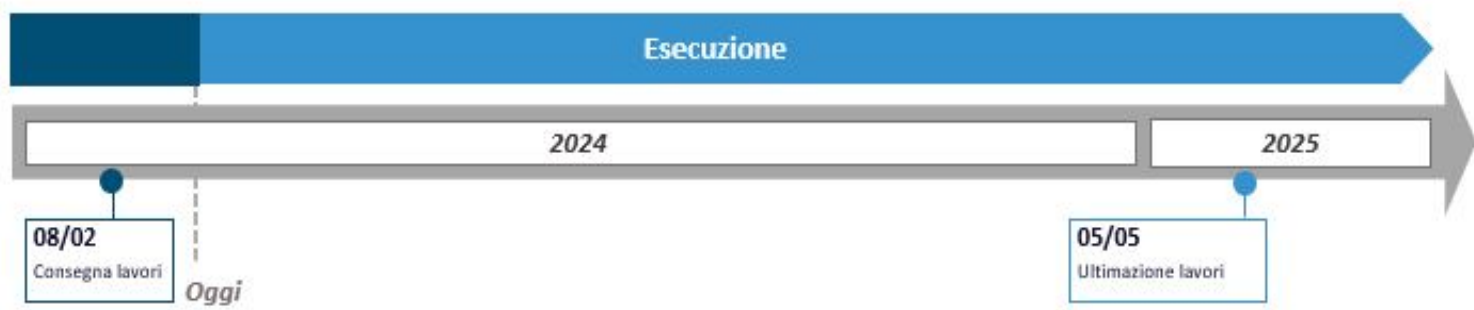 Esecuzione
2024
2025
08/02
Consegna lavori
Oggi
05/05
Ultimazione lavori